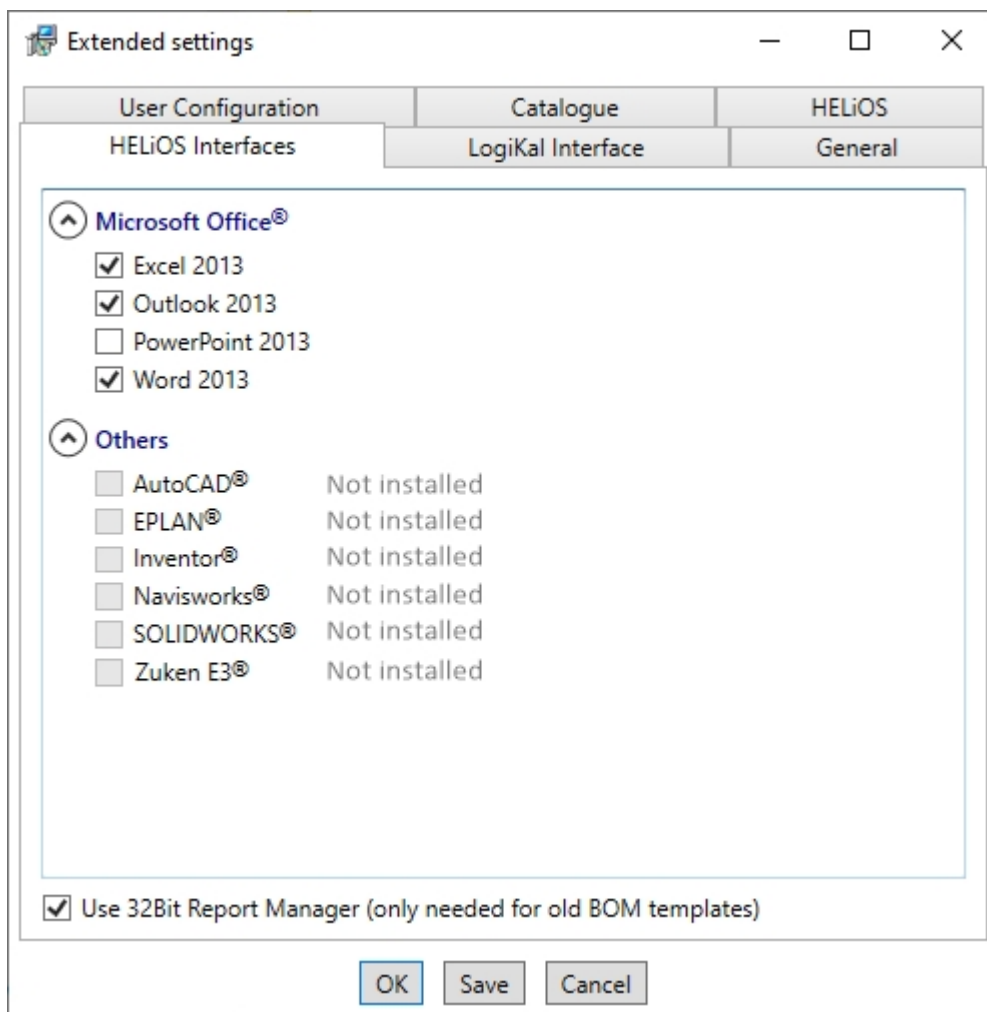 Extended settings
User Configuration Catalogue HELiOS
HELiOS Interfaces LogiKal Interface General
Microsoft Office®
Excel 2013
Outlook 2013
PowerPoint 2013
Word 2013
Others
AutoCAD® Not installed
EPLAN® Not installed
Inventor® Not installed
Navisworks® Not installed
SOLIDWORKS® Not installed
Zuken E3® Not installed
Use 32Bit Report Manager (only needed for old BOM templates)
OK Save Cancel